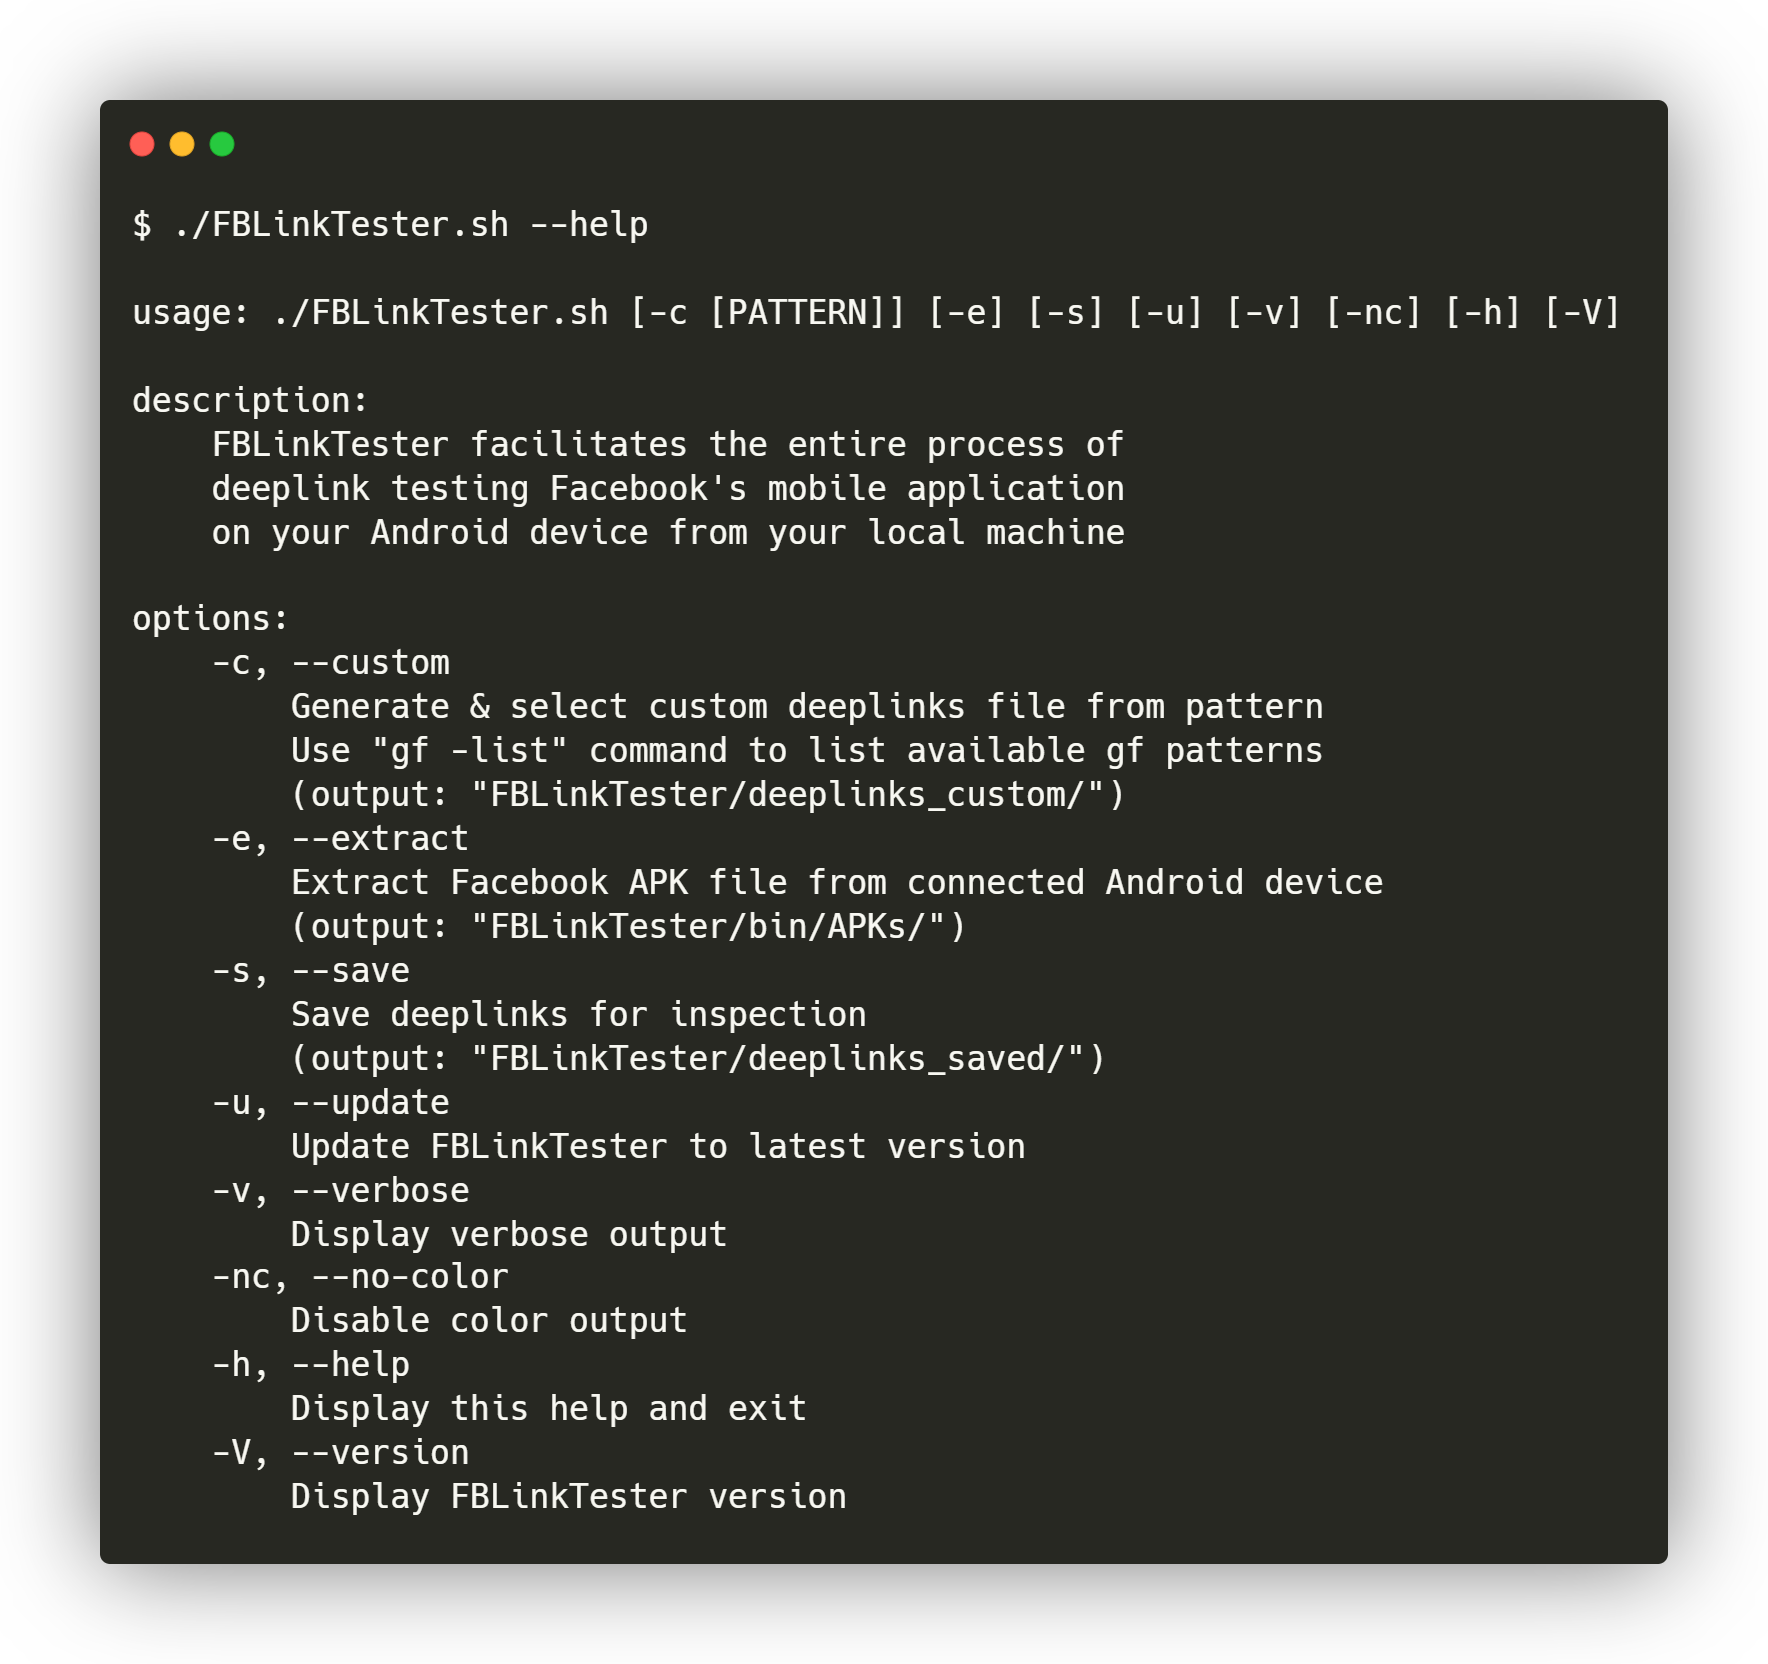 $ ./FBLinkTester.sh --help
usage: ./FBLinkTester.sh [-c [PATTERN]] [-e] [-s] [-u] [-v] [-nc] [-h] [-V]
description:
FBLinkTester facilitates the entire process of
deeplink testing Facebook's mobile application
on your Android device from your local machine
options:
-c, --custom
Generate & select custom deeplinks file from pattern
Use "gf -list" command to list available gf patterns
(output: "FBLinkTester/deeplinks_custom/")
-e, --extract
Extract Facebook APK file from connected Android device
(output: "FBLinkTester/bin/APKs/")
-s, --save
Save deeplinks for inspection
(output: "FBLinkTester/deeplinks_saved/")
-u, --update
Update FBLinkTester to latest version
-v, --verbose
Display verbose output
-nc, --no-color
Disable color output
-h, --help
Display this help and exit
-V, --version
Display FBLinkTester version